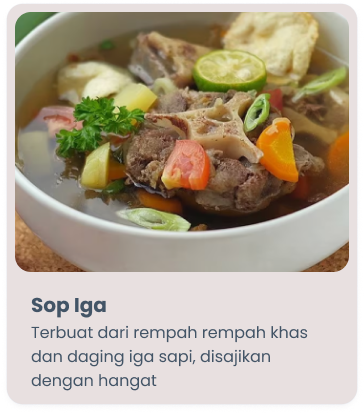 Sop Iga
Terbuat dari rempah rempah khas
dan daging iga sapi, disajikan
dengan hangat